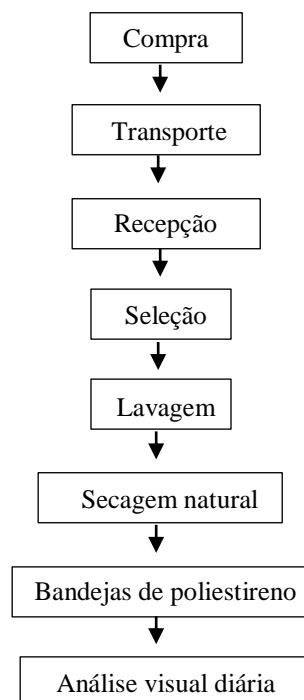 Compra
Transporte
Recepção
Seleção
Lavagem
Secagem natural
Bandejas de poliestireno
Análise visual diária